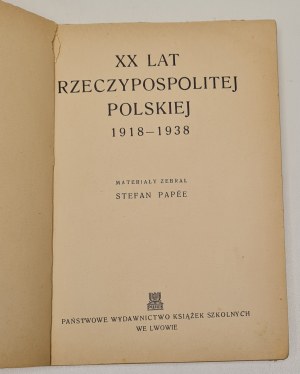 XX LAT
RZECZYPOSPOLITEJ
POLSKIEJ
1918-1938
MATERIAŁY ZEBRAŁ
STEFAN PAPÉE
PAŃSTWOWE WYDAWNICTWO KSIĄŻEK SZKOLNYCH
WE LWOWIE